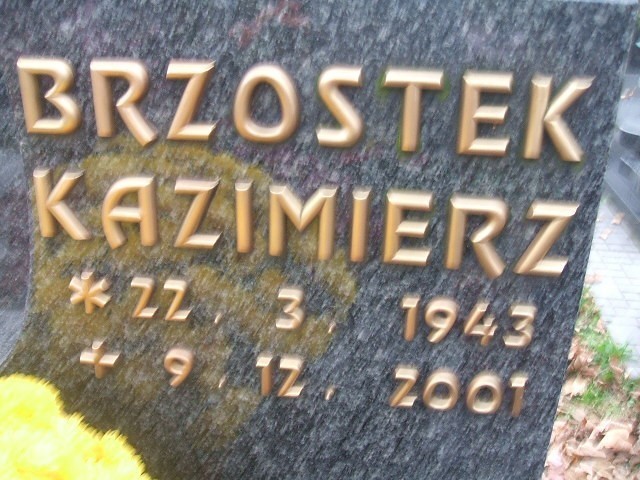 BRZOSTEK
KAZIMIERZ
* 22. 3. 1943
+ 9. 12. 2001